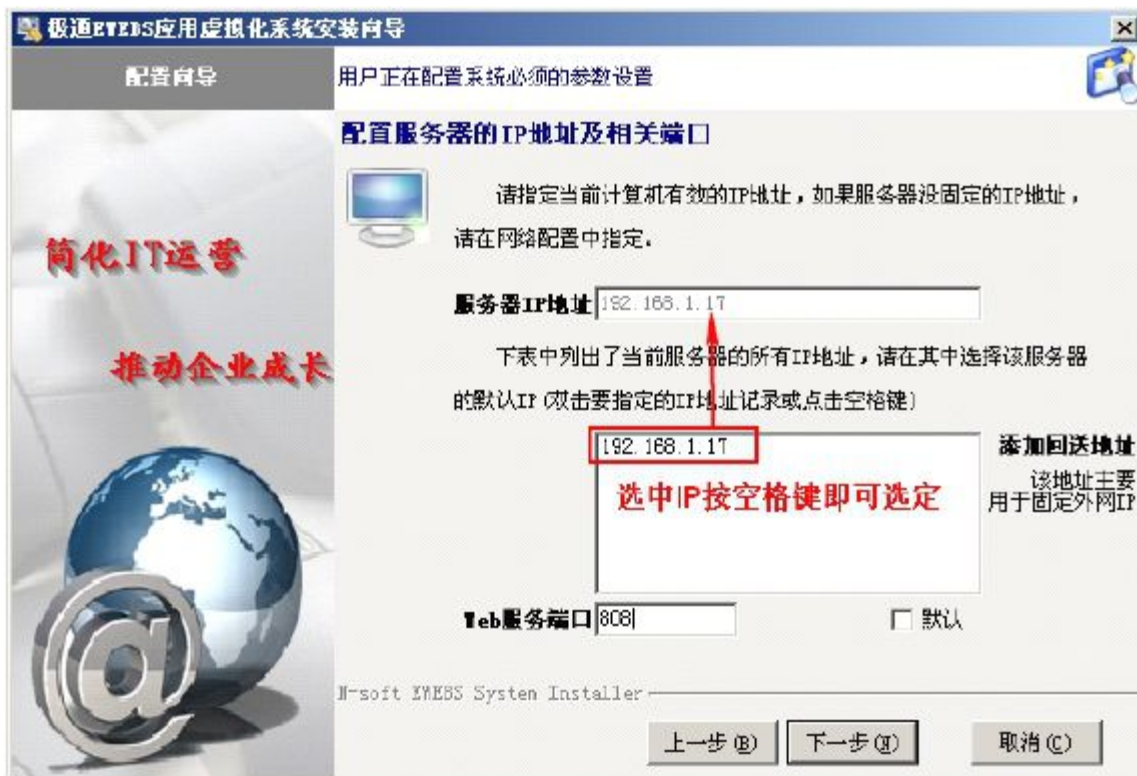 极通EWEBS应用虚拟化系统安装向导
配置向导
用户正在配置系统必须的参数设置
配置服务器的IP地址及相关端口
请指定当前计算机有效的IP地址,如果服务器没固定的IP地址,
请在网络配置中指定。
简化IT运营
服务器IP地址 192.168.1.17
推动企业成长
下表中列出了当前服务器的所有IP地址,请在其中选择该服务器
的默认IP(双击要指定的IP地址记录或点击空格键)
192.168.1.17
添加回送地址
该地址主要
用于固定外网IP
选中IP按空格键即可选定
Web服务端口 808
默认
N-soft EWEBS System Installer
上一步(B) 下一步(N) 取消(C)